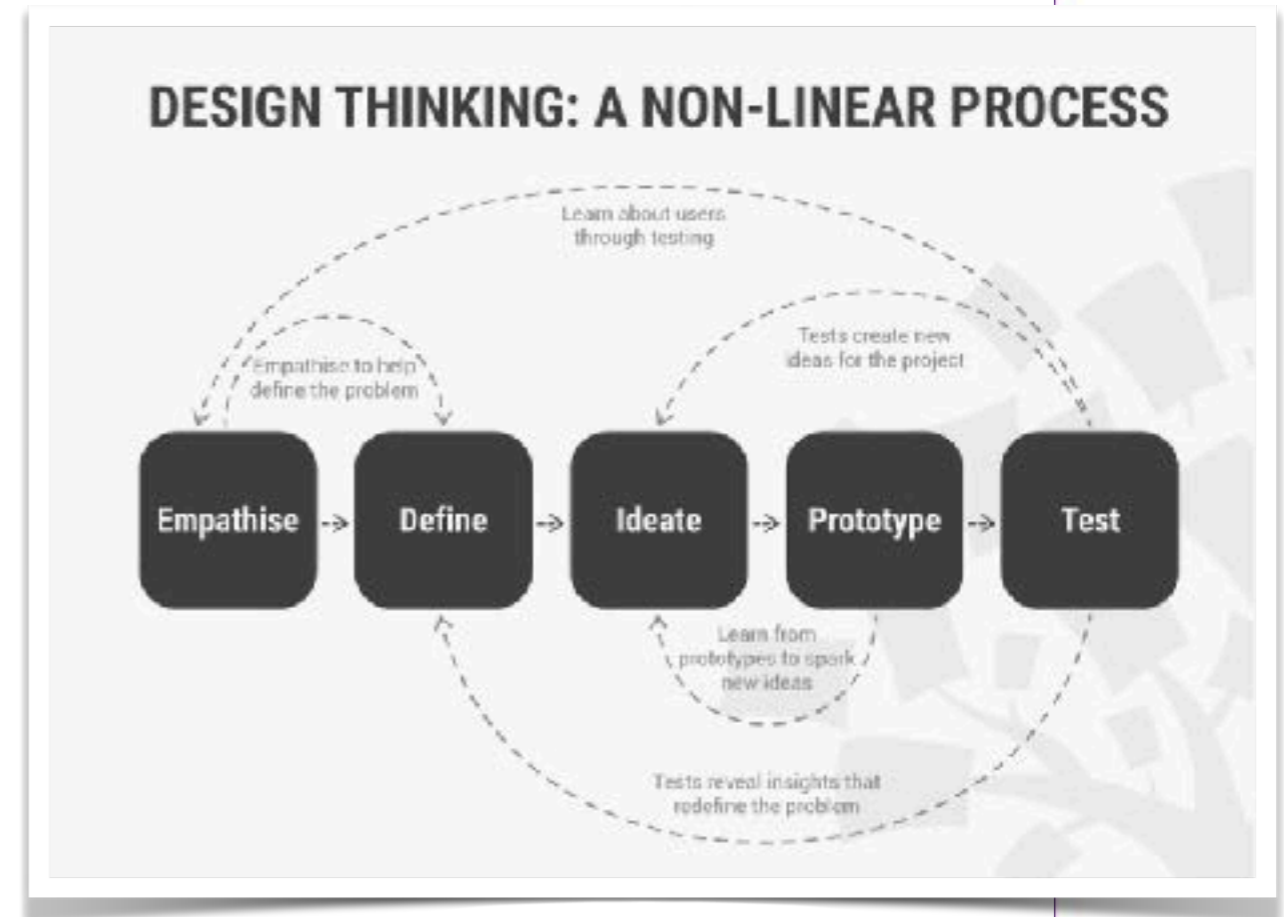 DESIGN THINKING: A NON-LINEAR PROCESS
Learn about users
through testing
Tests create new
ideas for the project
Empathise to help
define the problem
Empathise
Define
Ideate
Prototype
Test
Learn from
prototypes to spark
new ideas
Tests reveal insights that
redefine the problem